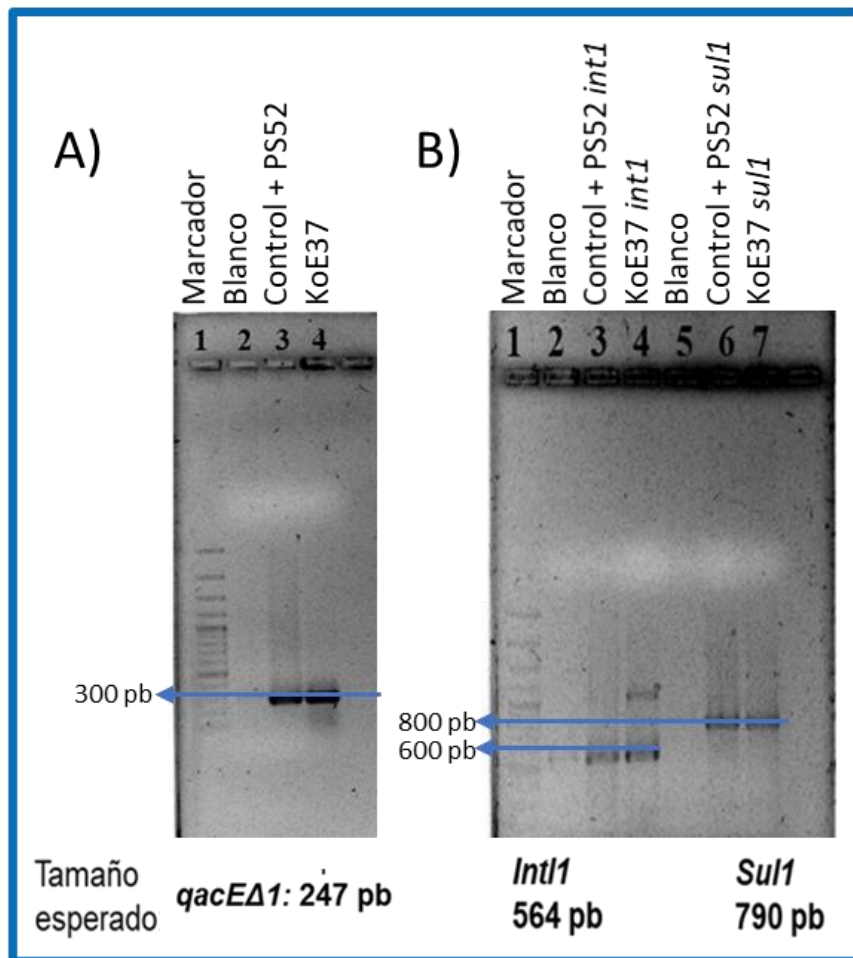 A)
Marcador
Blanco
Control + PS52
KoE37
1 2 3 4
300 pb
B)
Marcador
Blanco
Control + PS52 int1
KoE37 int1
Blanco
Control + PS52 sul1
KoE37 sul1
1 2 3 4 5 6 7
800 pb
600 pb
Tamaño
esperado:
qacEΔ1: 247 pb
IntI1
564 pb
Sul1
790 pb